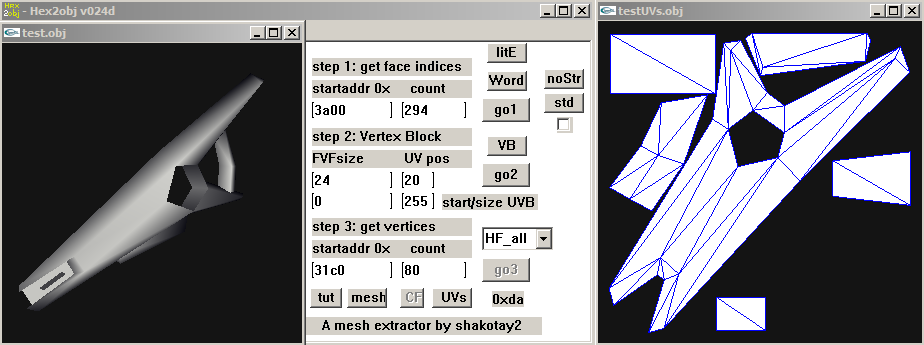 Hex
2obj
- Hex2obj v024d
test.obj
litE
step 1: get face indices
Word
noStr
startaddr 0x count
[3a00 ] [294 ]
go1
std
step 2: Vertex Block
VB
FVFsize UV pos
go2
[24 ] [20 ]
[0 ] [255 ] start/size UVB
step 3: get vertices
HF_all
startaddr 0x count
[31c0 ] [80 ]
go3
tut mesh CF UVs 0xda
A mesh extractor by shakotay2
testUVs.obj